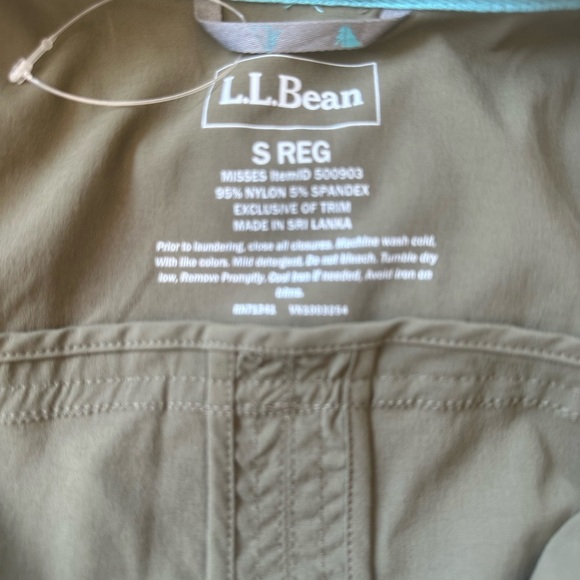 L.L.Bean
S REG
MISSES ItemID 500903
95% NYLON 5% SPANDEX
EXCLUSIVE OF TRIM
MADE IN SRI LANKA
Prior to laundering, close all closures. Machine wash cold,
With like colors. Mild detergent. Do not bleach. Tumble dry
low, Remove Promptly. Cool iron if needed, Avoid iron on